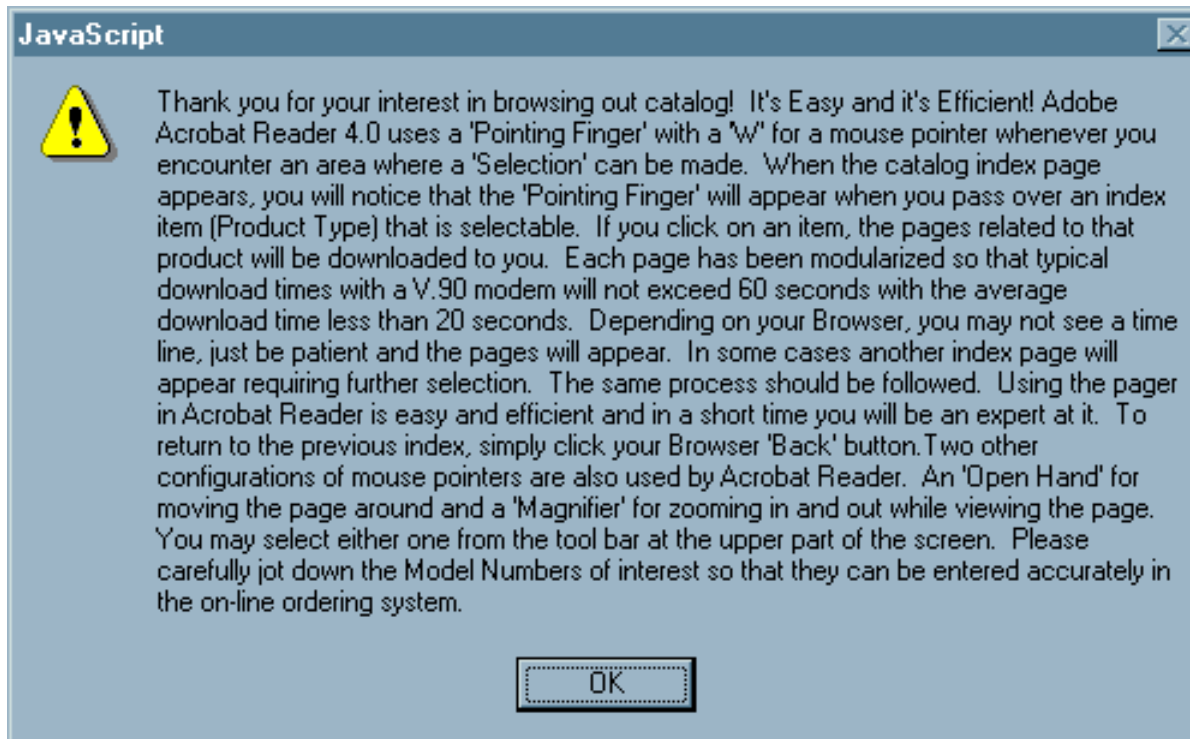 JavaScript
Thank you for your interest in browsing out catalog!  It's Easy and it's Efficient! Adobe
Acrobat Reader 4.0 uses a 'Pointing Finger' with a 'W' for a mouse pointer whenever you
encounter an area where a 'Selection' can be made.  When the catalog index page
appears, you will notice that the 'Pointing Finger' will appear when you pass over an index
item (Product Type) that is selectable.  If you click on an item, the pages related to that
product will be downloaded to you.  Each page has been modularized so that typical
download times with a V.90 modem will not exceed 60 seconds with the average
download time less than 20 seconds.  Depending on your Browser, you may not see a time
line, just be patient and the pages will appear.  In some cases another index page will
appear requiring further selection.  The same process should be followed.  Using the pager
in Acrobat Reader is easy and efficient and in a short time you will be an expert at it.  To
return to the previous index, simply click your Browser 'Back' button.Two other
configurations of mouse pointers are also used by Acrobat Reader.  An 'Open Hand' for
moving the page around and a 'Magnifier' for zooming in and out while viewing the page.
You may select either one from the tool bar at the upper part of the screen.  Please
carefully jot down the Model Numbers of interest so that they can be entered accurately in
the on-line ordering system.
OK